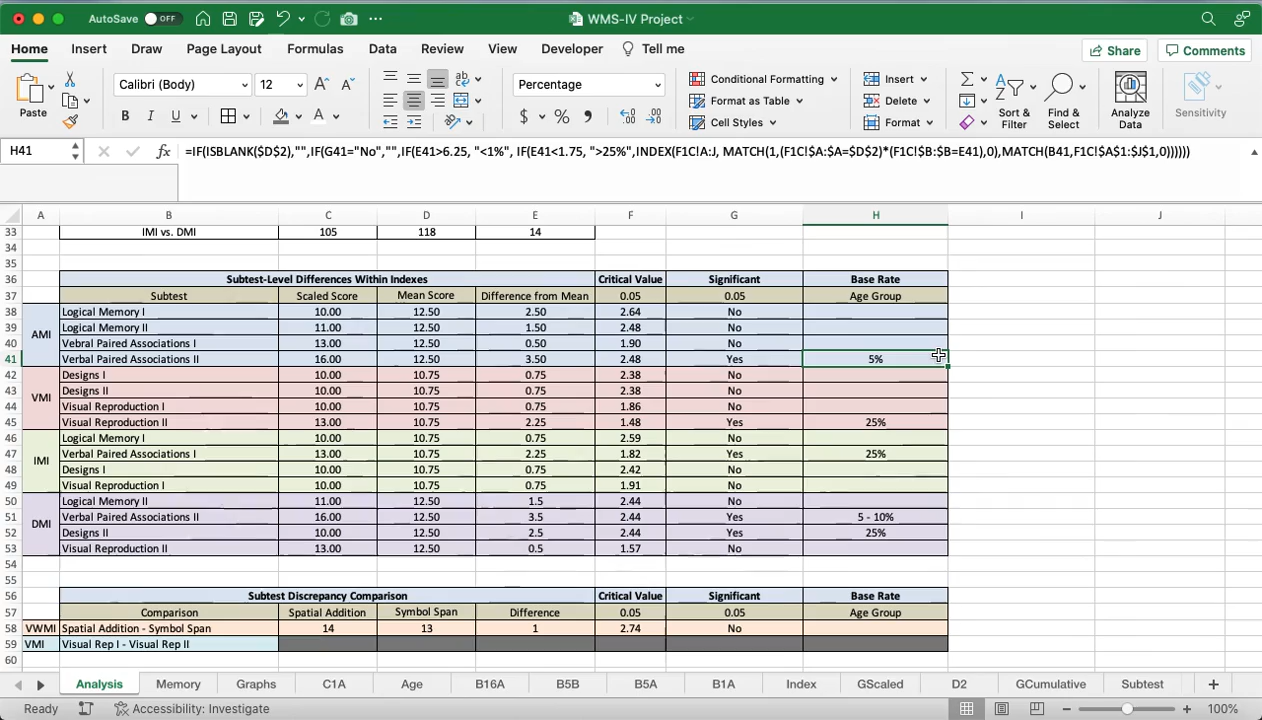 AutoSave OFF WMS-IV Project
Home Insert Draw Page Layout Formulas Data Review View Developer Tell me Share Comments
Paste Calibri (Body) 12 Percentage Conditional Formatting Format as Table Cell Styles Insert Delete Format Sort & Filter Find & Select Analyze Data Sensitivity
H41 =IF(ISBLANK($D$2),"",IF(G41="No","",IF(E41>6.25, "<1%", IF(E41<1.75, ">25%",INDEX(F1C!A:J, MATCH(1,(F1C!$A:$A=$D$2)*(F1C!$B:$B=E41),0),MATCH(B41,F1C!A$1:$J$1,0))))))
A B C D E F G H I J
33 IMI vs. DMI 105 118 14
34
35
36 Subtest-Level Differences Within Indexes Critical Value Significant Base Rate
37 Subtest Scaled Score Mean Score Difference from Mean 0.05 0.05 Age Group
38 Logical Memory I 10.00 12.50 2.50 2.64 No
39 AMI Logical Memory II 11.00 12.50 1.50 2.48 No
40 Vebral Paired Associations I 13.00 12.50 0.50 1.90 No
41 Verbal Paired Associations II 16.00 12.50 3.50 2.48 Yes 5%
42 Designs I 10.00 10.75 0.75 2.38 No
43 VMI Designs II 10.00 10.75 0.75 2.38 No
44 Visual Reproduction I 10.00 10.75 0.75 1.86 No
45 Visual Reproduction II 13.00 10.75 2.25 1.48 Yes 25%
46 Logical Memory I 10.00 10.75 0.75 2.59 No
47 IMI Verbal Paired Associations I 13.00 10.75 2.25 1.82 Yes 25%
48 Designs I 10.00 10.75 0.75 2.42 No
49 Visual Reproduction I 10.00 10.75 0.75 1.91 No
50 Logical Memory II 11.00 12.50 1.5 2.44 No
51 DMI Verbal Paired Associations II 16.00 12.50 3.5 2.44 Yes 5 - 10%
52 Designs II 10.00 12.50 2.5 2.44 Yes 25%
53 Visual Reproduction II 13.00 12.50 0.5 1.57 No
54
55
56 Subtest Discrepancy Comparison Critical Value Significant Base Rate
57 Comparison Spatial Addition Symbol Span Difference 0.05 0.05 Age Group
58 VWMI Spatial Addition - Symbol Span 14 13 1 2.74 No
59 VMI Visual Rep I - Visual Rep II
60
Analysis Memory Graphs C1A Age B16A B5B B5A B1A Index GScaled D2 GCumulative Subtest
Ready Accessibility: Investigate 100%